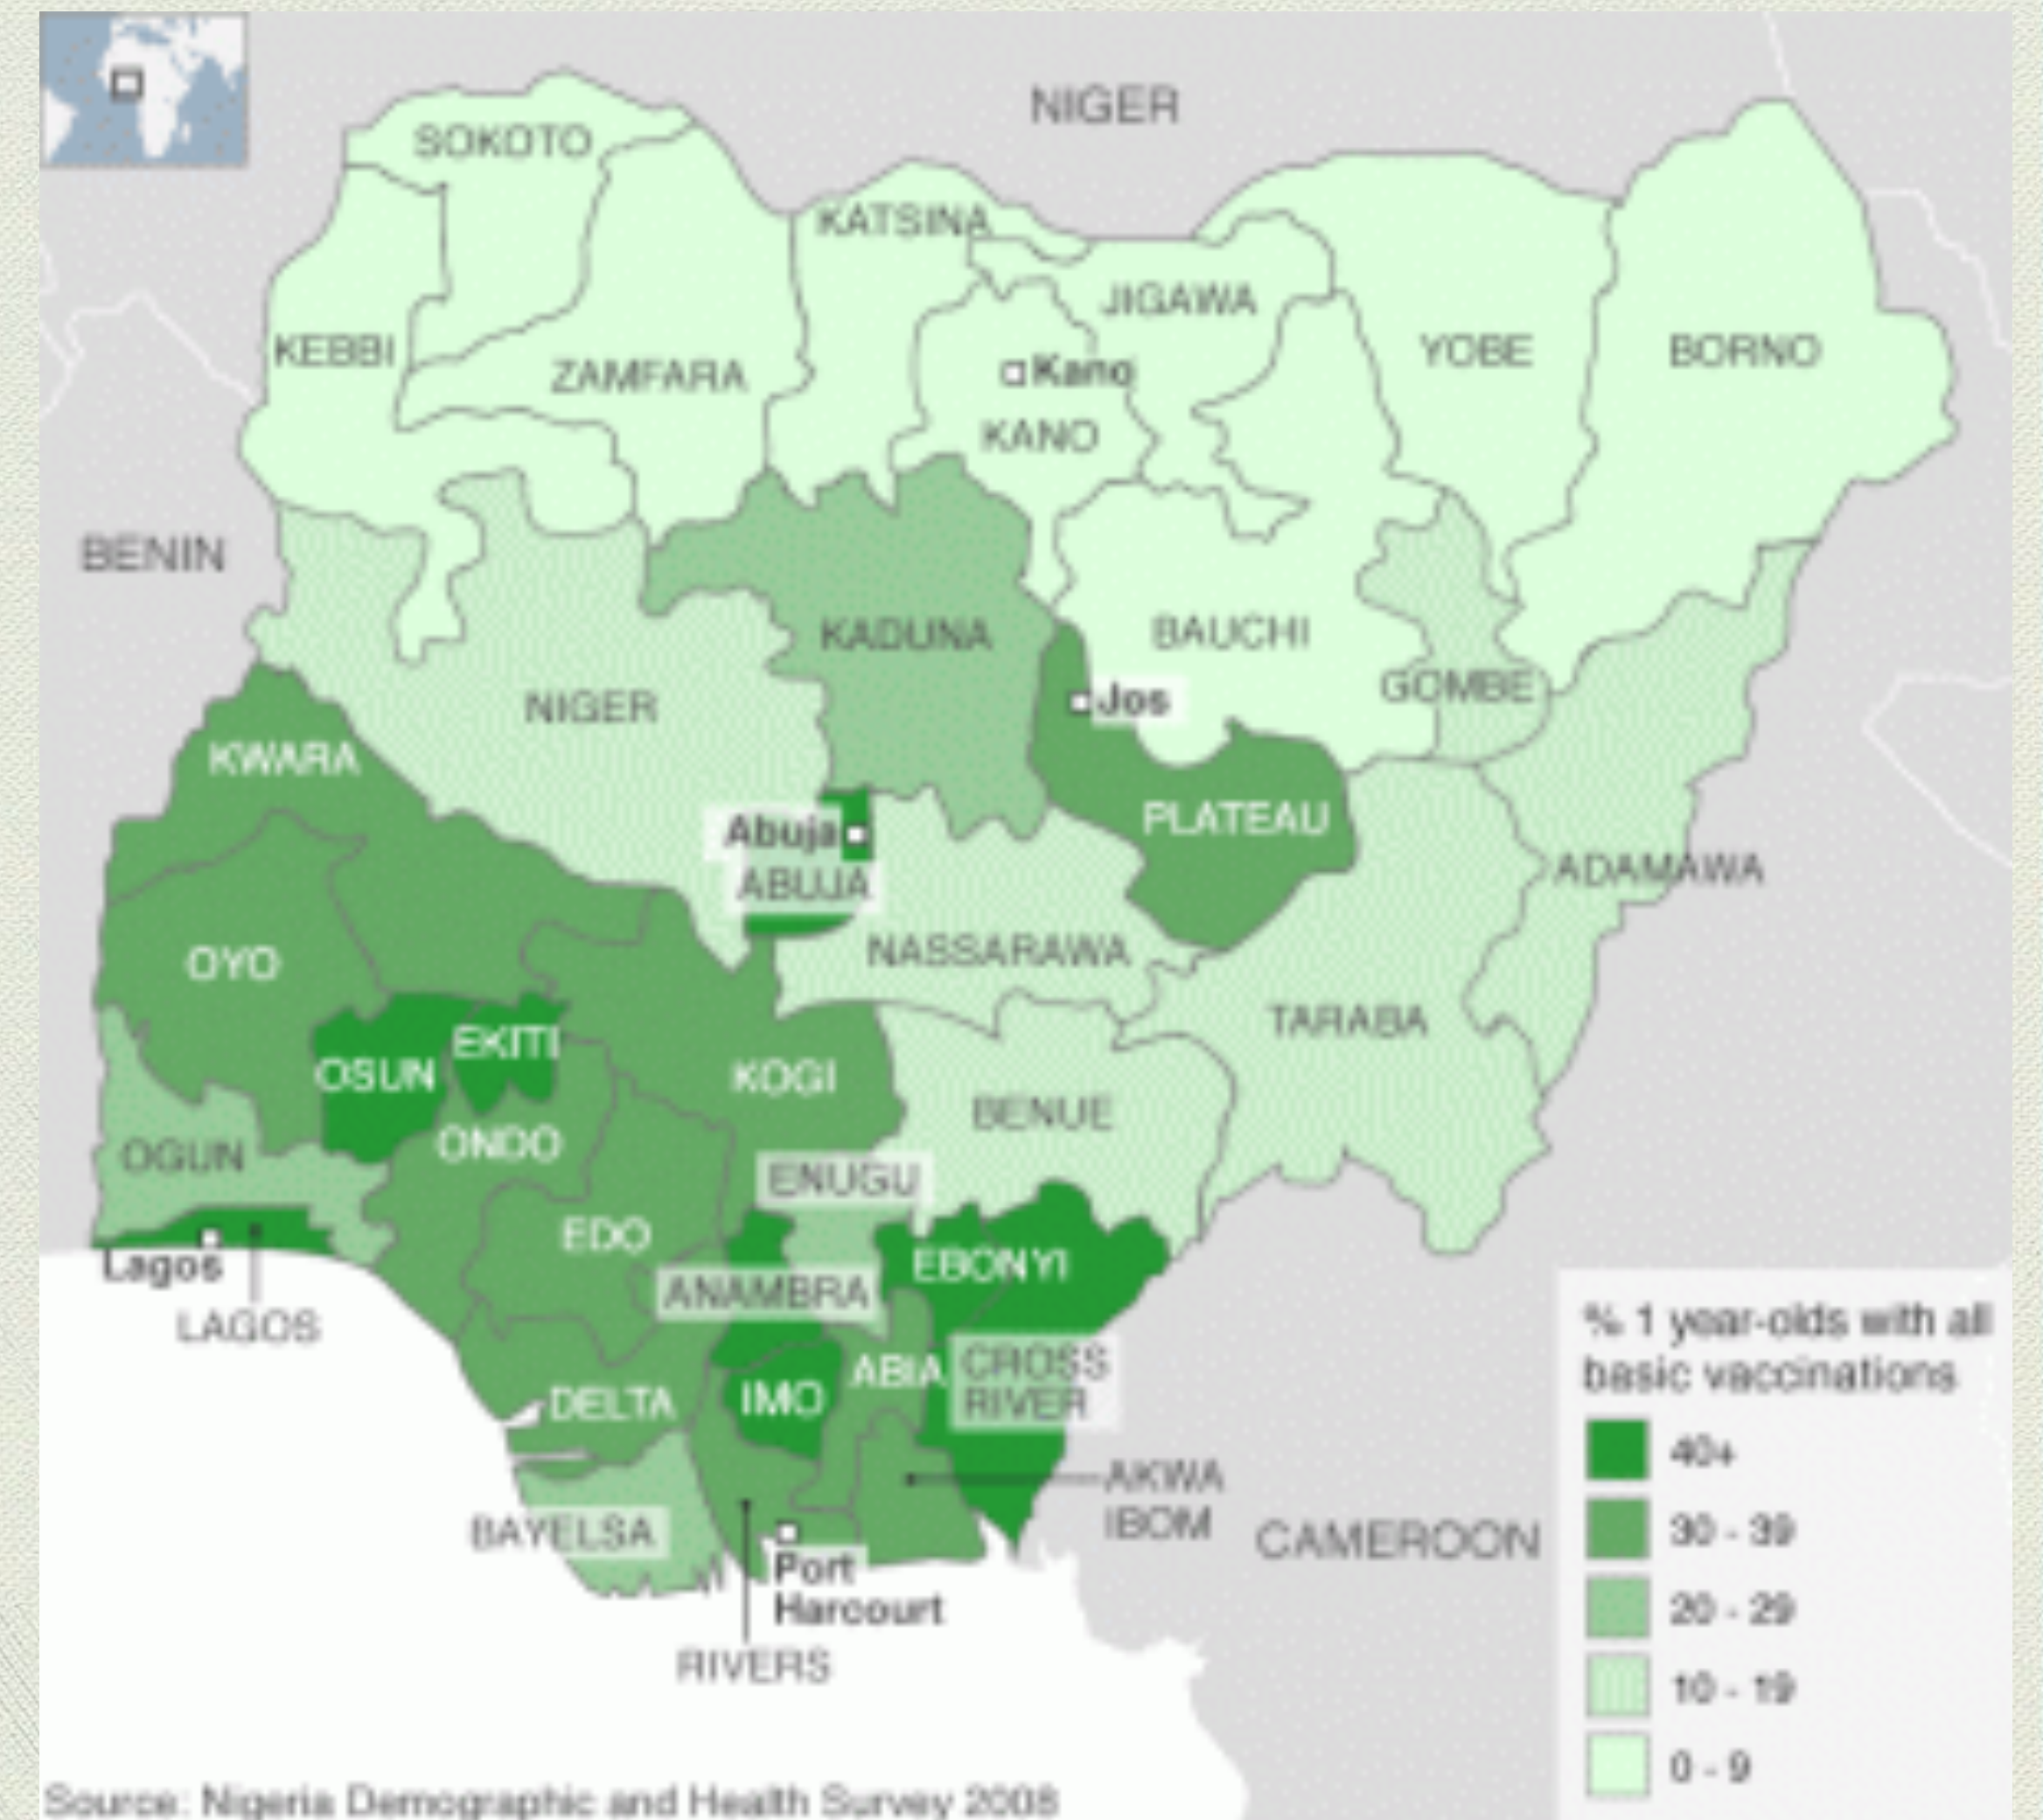 NIGER
SOKOTO
KATSINA
JIGAWA
KEBBI
ZAMFARA
Kano
KANO
YOBE
BORNO
BENIN
KADUNA
BAUCHI
GOMBE
NIGER
Jos
KWARA
Abuja
ABUJA
PLATEAU
ADAMAWA
OYO
NASSARAWA
TARABA
OSUN
EKITI
KOGI
BENUE
OGUN
ONDO
ENUGU
EDO
EBONYI
Lagos
LAGOS
ANAMBRA
ABIA
CROSS
RIVER
DELTA
IMO
AKWA
IBOM
BAYELSA
Port
Harcourt
RIVERS
CAMEROON
% 1 year-olds with all
basic vaccinations
40+
30 - 39
20 - 29
10 - 19
0 - 9
Source: Nigeria Demographic and Health Survey 2008